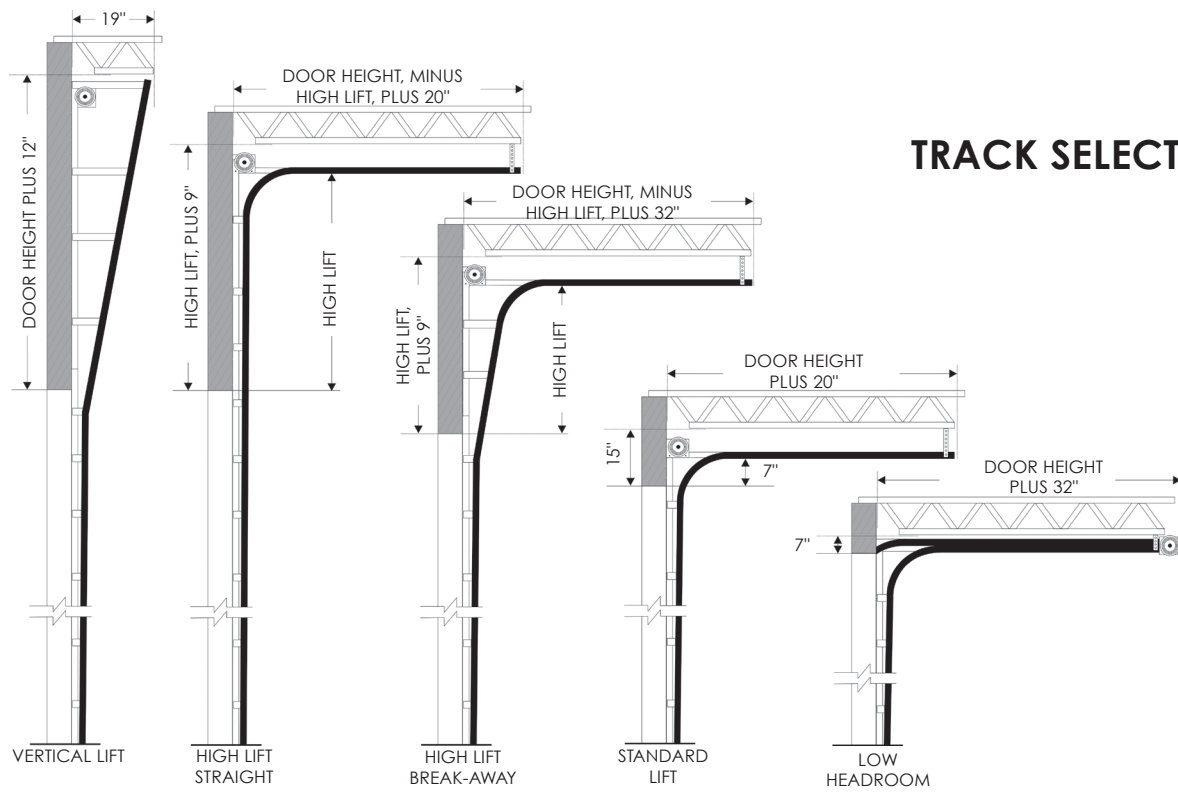 TRACK SELECT
19"
DOOR HEIGHT PLUS 12"
VERTICAL LIFT
DOOR HEIGHT, MINUS
HIGH LIFT, PLUS 20"
HIGH LIFT, PLUS 9"
HIGH LIFT
HIGH LIFT
STRAIGHT
DOOR HEIGHT, MINUS
HIGH LIFT, PLUS 32"
HIGH LIFT,
PLUS 9"
HIGH LIFT
HIGH LIFT
BREAK-AWAY
DOOR HEIGHT
PLUS 20"
15"
7"
STANDARD
LIFT
DOOR HEIGHT
PLUS 32"
7"
LOW
HEADROOM